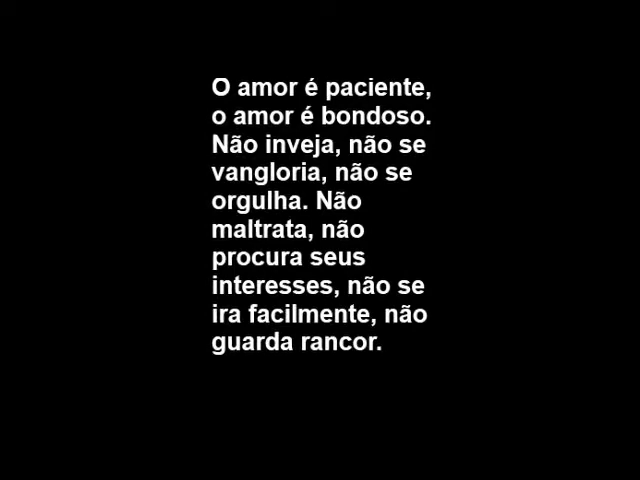 O amor é paciente,
o amor é bondoso.
Não inveja, não se
vangloria, não se
orgulha. Não
maltrata, não
procura seus
interesses, não se
ira facilmente, não
guarda rancor.